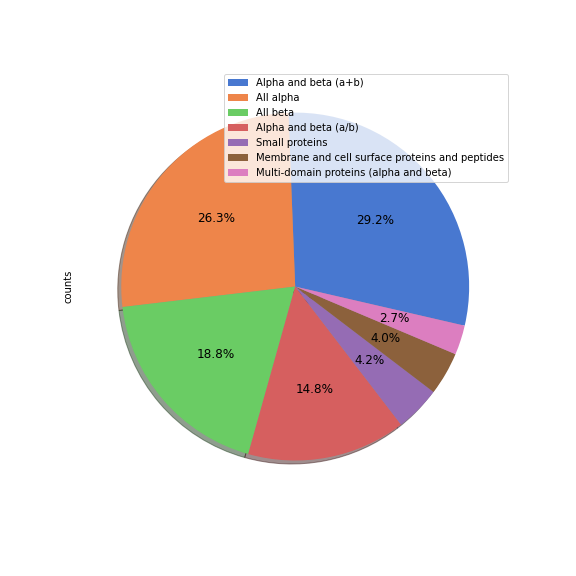 Alpha and beta (a+b)
All alpha
All beta
Alpha and beta (a/b)
Small proteins
Membrane and cell surface proteins and peptides
Multi-domain proteins (alpha and beta)
26.3%
29.2%
counts
2.7%
4.0%
18.8%
4.2%
14.8%